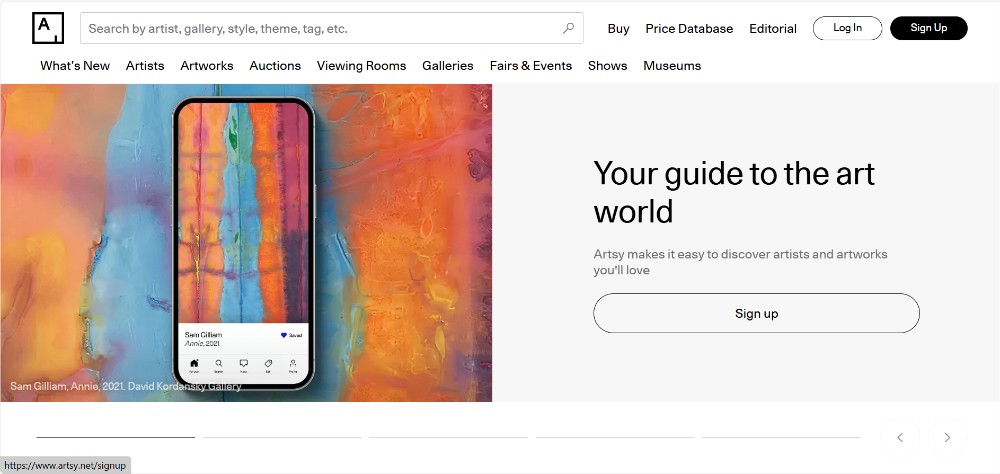 A
Search by artist, gallery, style, theme, tag, etc.
Buy
Price Database
Editorial
Log In
Sign Up
What’s New
Artists
Artworks
Auctions
Viewing Rooms
Galleries
Fairs & Events
Shows
Museums
Sam Gilliam
Saved
Annie, 2021
For you
Search
Inbox
Sell
Profile
Sam Gilliam, Annie, 2021. David Kordansky Gallery
Your guide to the art
world
Artsy makes it easy to discover artists and artworks
you'll love
Sign up
https://www.artsy.net/signup